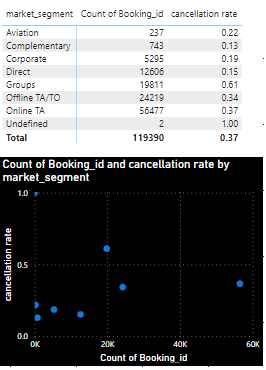 market_segment Count of Booking_id cancellation rate
Aviation 237 0.22
Complementary 743 0.13
Corporate 5295 0.19
Direct 12606 0.15
Groups 19811 0.61
Offline TA/TO 24219 0.34
Online TA 56477 0.37
Undefined 2 1.00
Total 119390 0.37
Count of Booking_id and cancellation rate by
market_segment
1.0
0.5
0.0
cancellation rate
0K 20K 40K 60K
Count of Booking_id